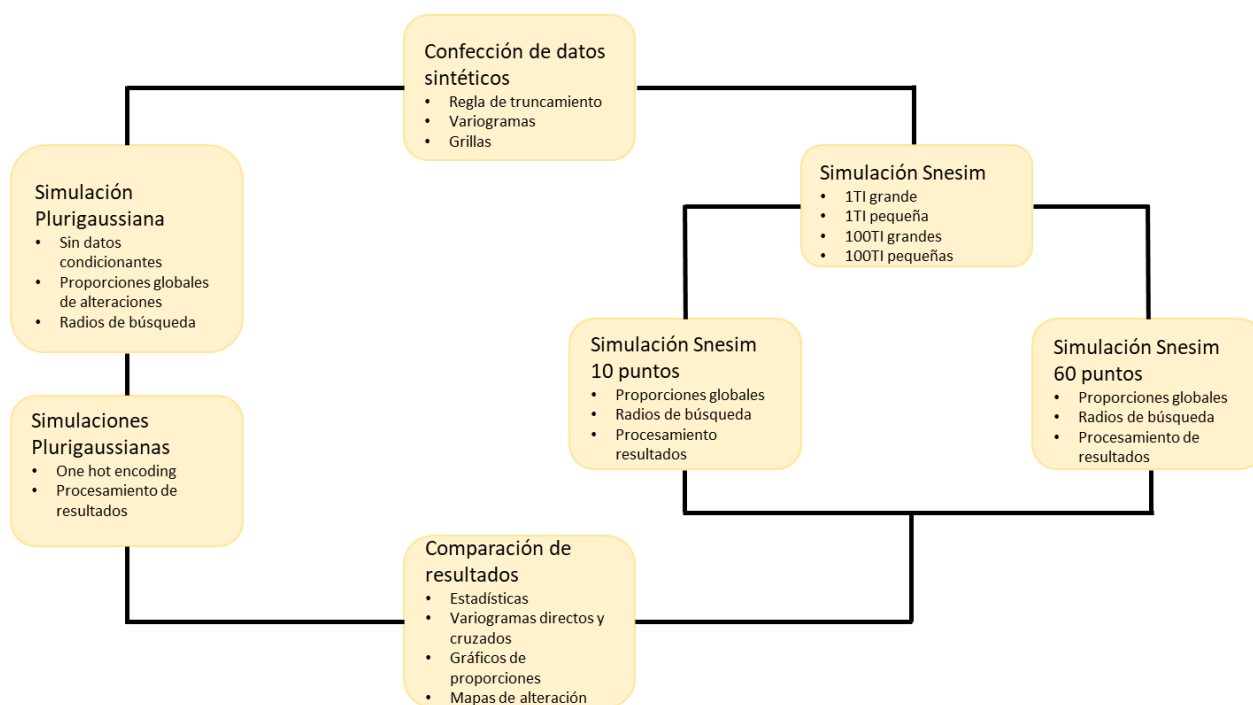 Confección de datos
sintéticos
• Regla de truncamiento
• Variogramas
• Grillas
Simulación
Plurigaussiana
• Sin datos
condicionantes
• Proporciones globales
de alteraciones
• Radios de búsqueda
Simulación Snesim
• 1TI grande
• 1TI pequeña
• 100TI grandes
• 100TI pequeñas
Simulación Snesim
10 puntos
• Proporciones globales
• Radios de búsqueda
• Procesamiento
resultados
Simulación Snesim
60 puntos
• Proporciones globales
• Radios de búsqueda
• Procesamiento de
resultados
Simulaciones
Plurigaussianas
• One hot encoding
• Procesamiento de
resultados
Comparación de
resultados
• Estadísticas
• Variogramas directos y
cruzados
• Gráficos de
proporciones
• Mapas de alteración